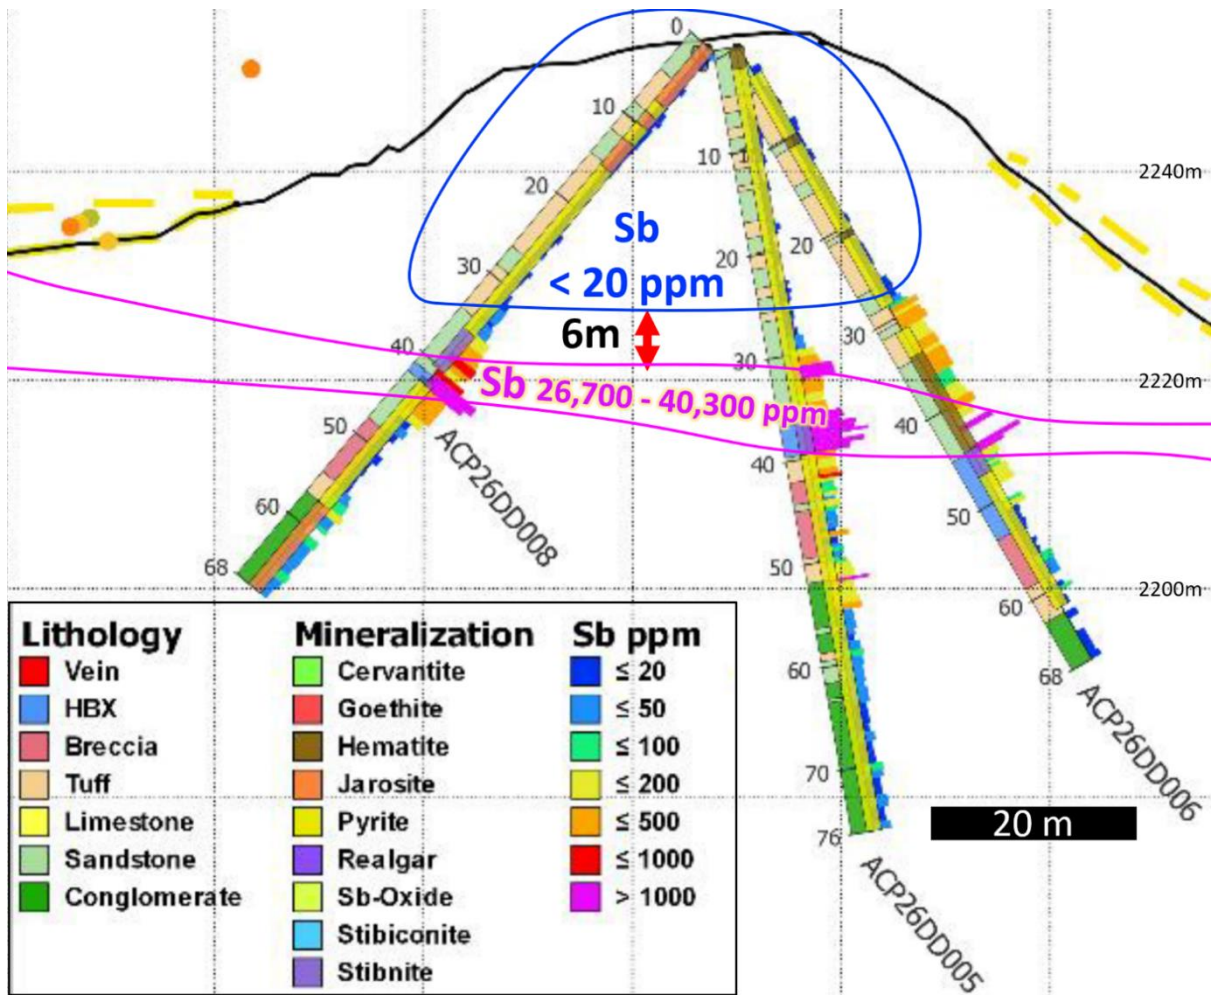 0
10
20
30
40
50
60
68
10
20
30
40
50
60
70
76
20
30
40
50
60
68
2240m
2220m
2200m
Sb
< 20 ppm
6m
Sb 26,700 - 40,300 ppm
ACP26DD008
ACP26DD005
ACP26DD006
20 m
Lithology
Vein
HBX
Breccia
Tuff
Limestone
Sandstone
Conglomerate
Mineralization
Cervantite
Goethite
Hematite
Jarosite
Pyrite
Realgar
Sb-Oxide
Stibiconite
Stibnite
Sb ppm
≤ 20
≤ 50
≤ 100
≤ 200
≤ 500
≤ 1000
> 1000